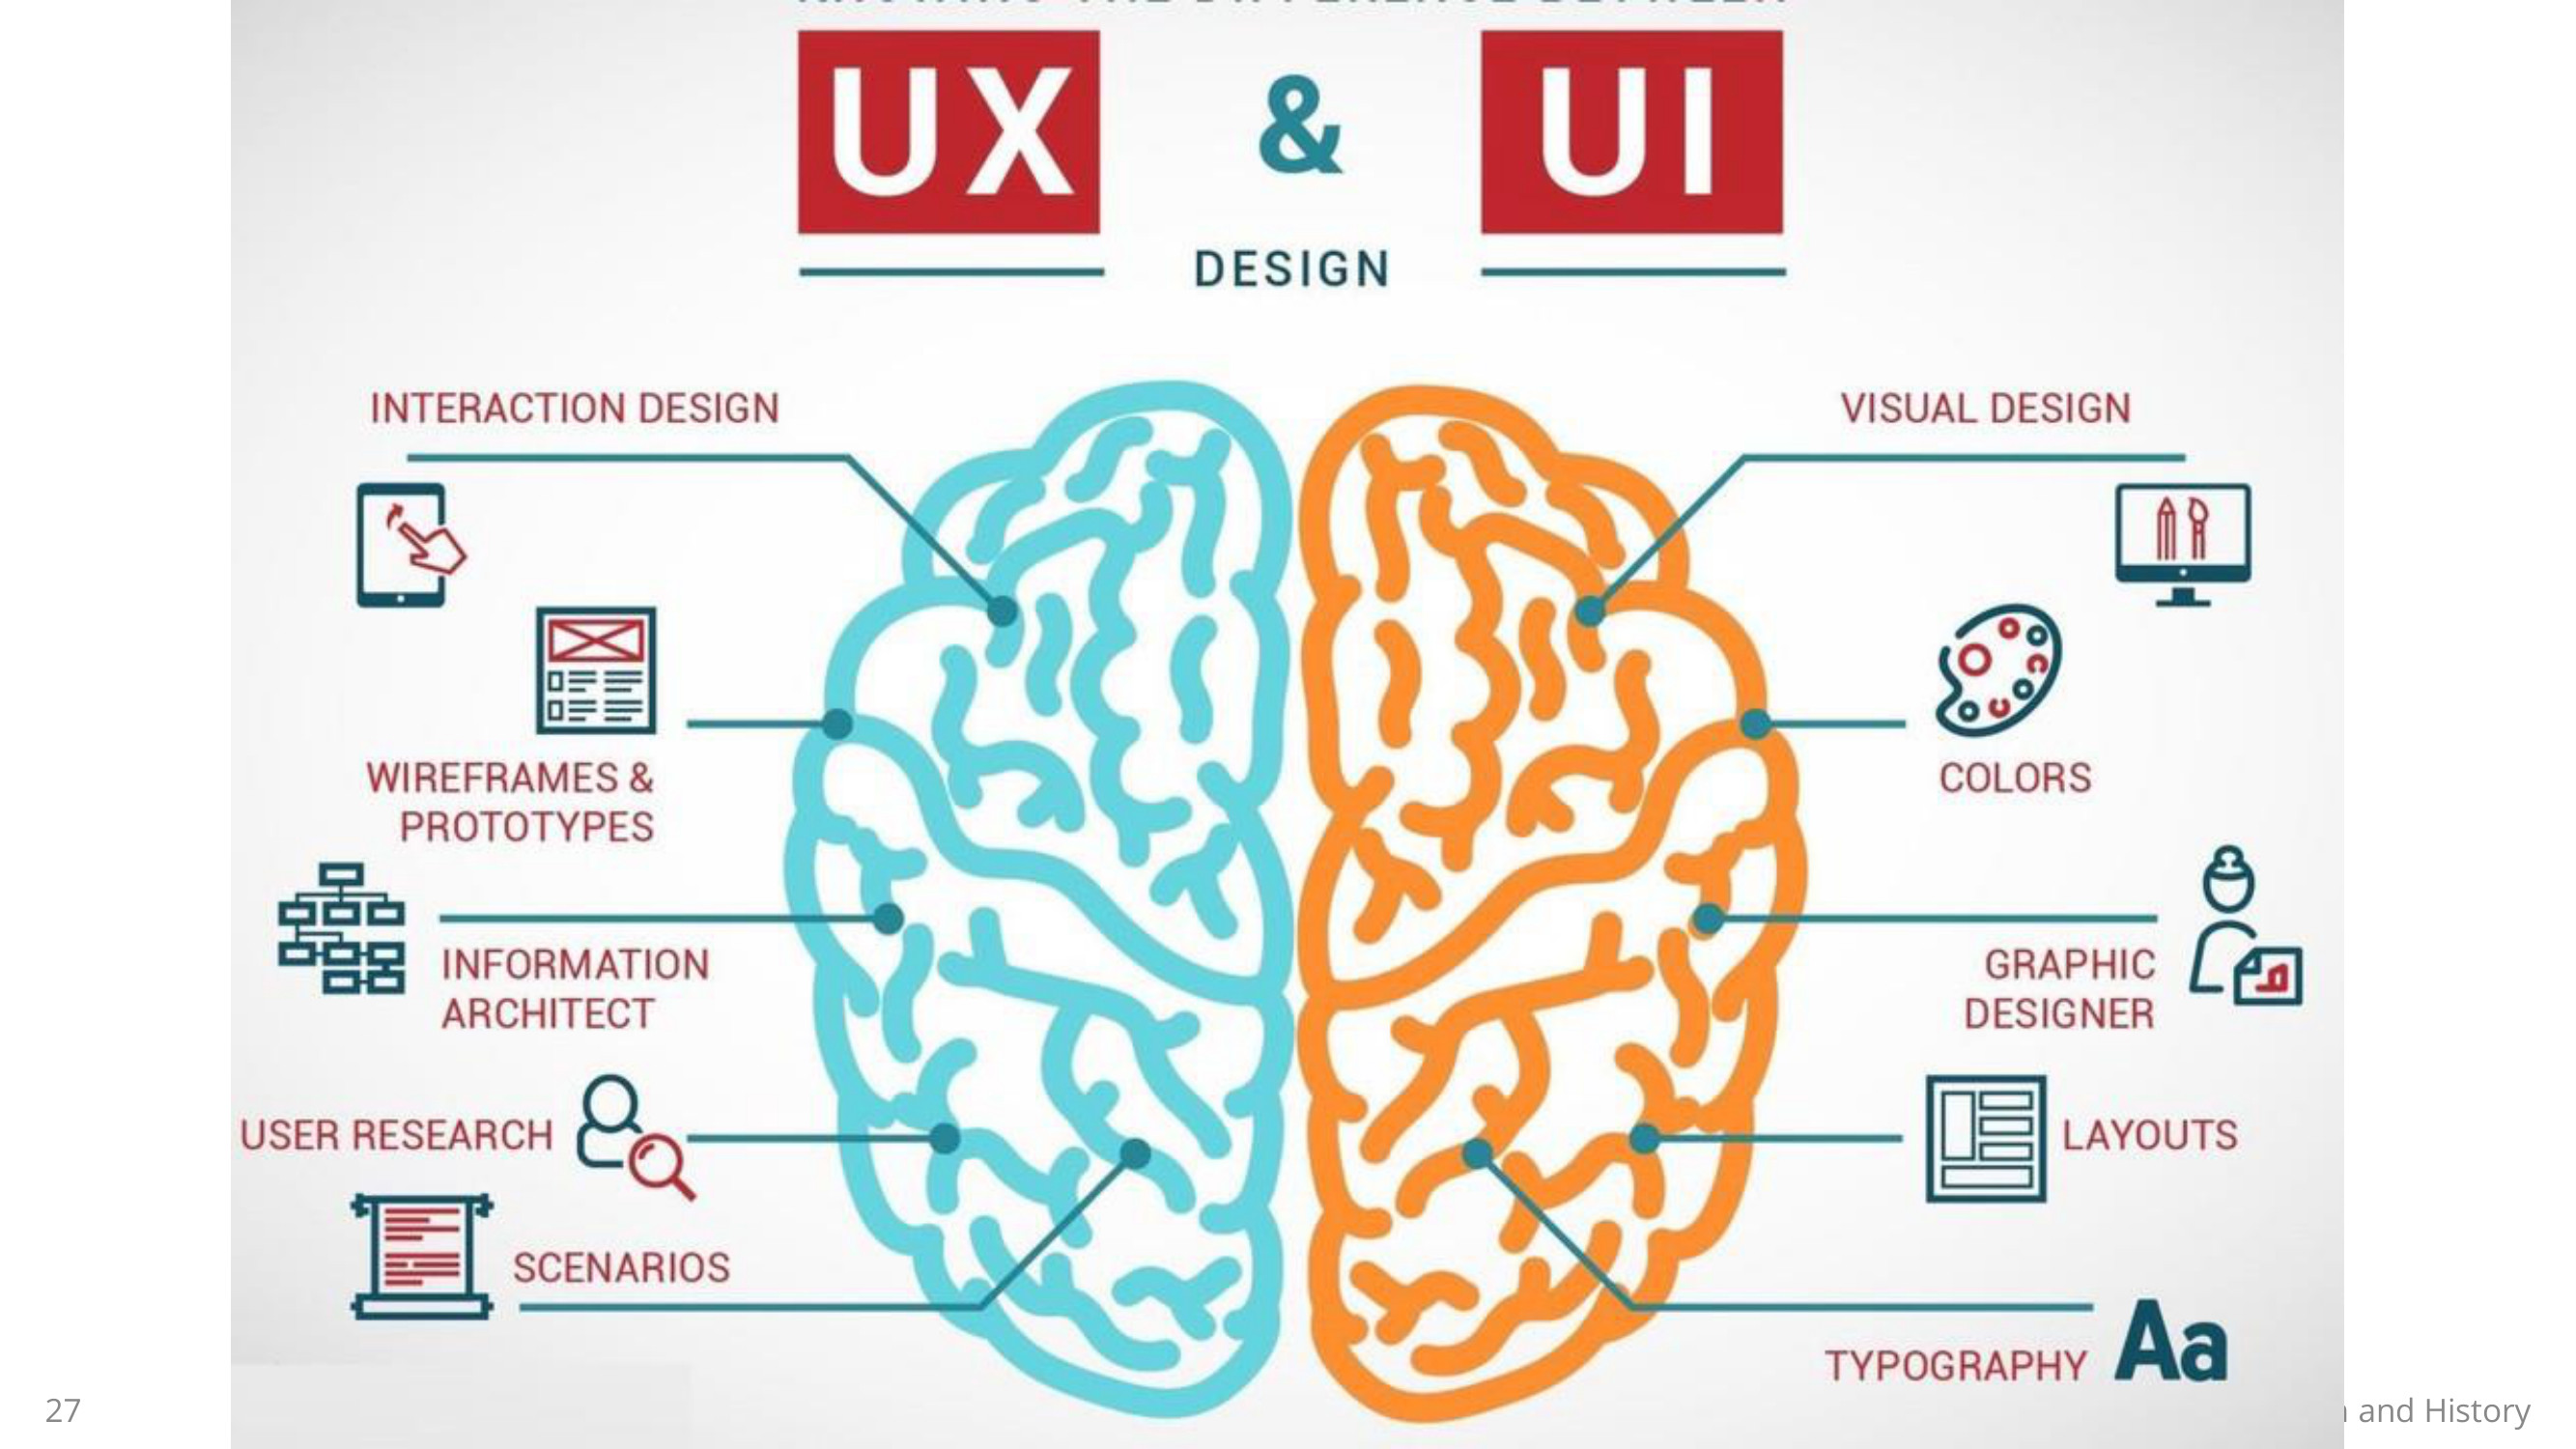 UX & UI
DESIGN
INTERACTION DESIGN
VISUAL DESIGN
WIREFRAMES &
PROTOTYPES
COLORS
INFORMATION
ARCHITECT
GRAPHIC
DESIGNER
USER RESEARCH
LAYOUTS
SCENARIOS
TYPOGRAPHY Aa
27
and History